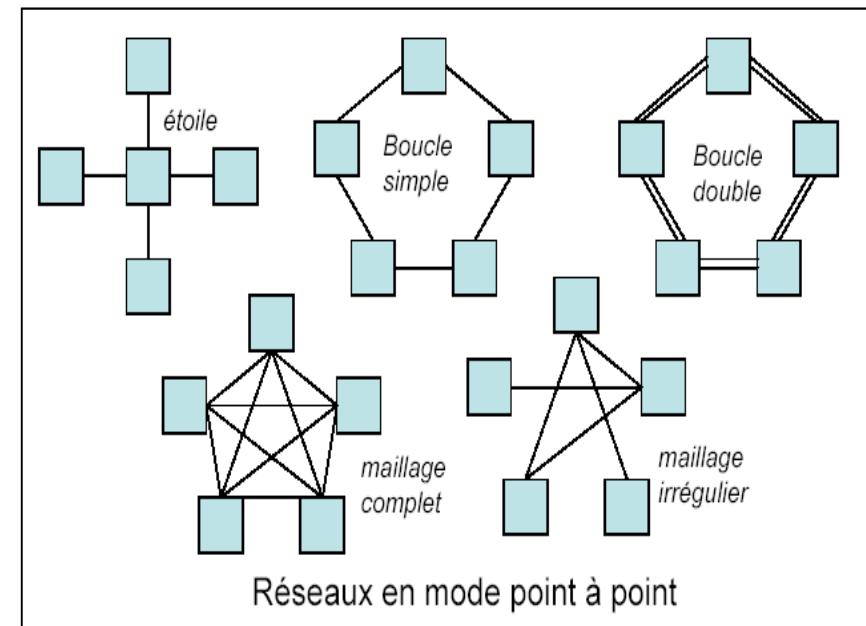 étoile
Boucle
simple
Boucle
double
maillage
complet
maillage
irrégulier
Réseaux en mode point à point